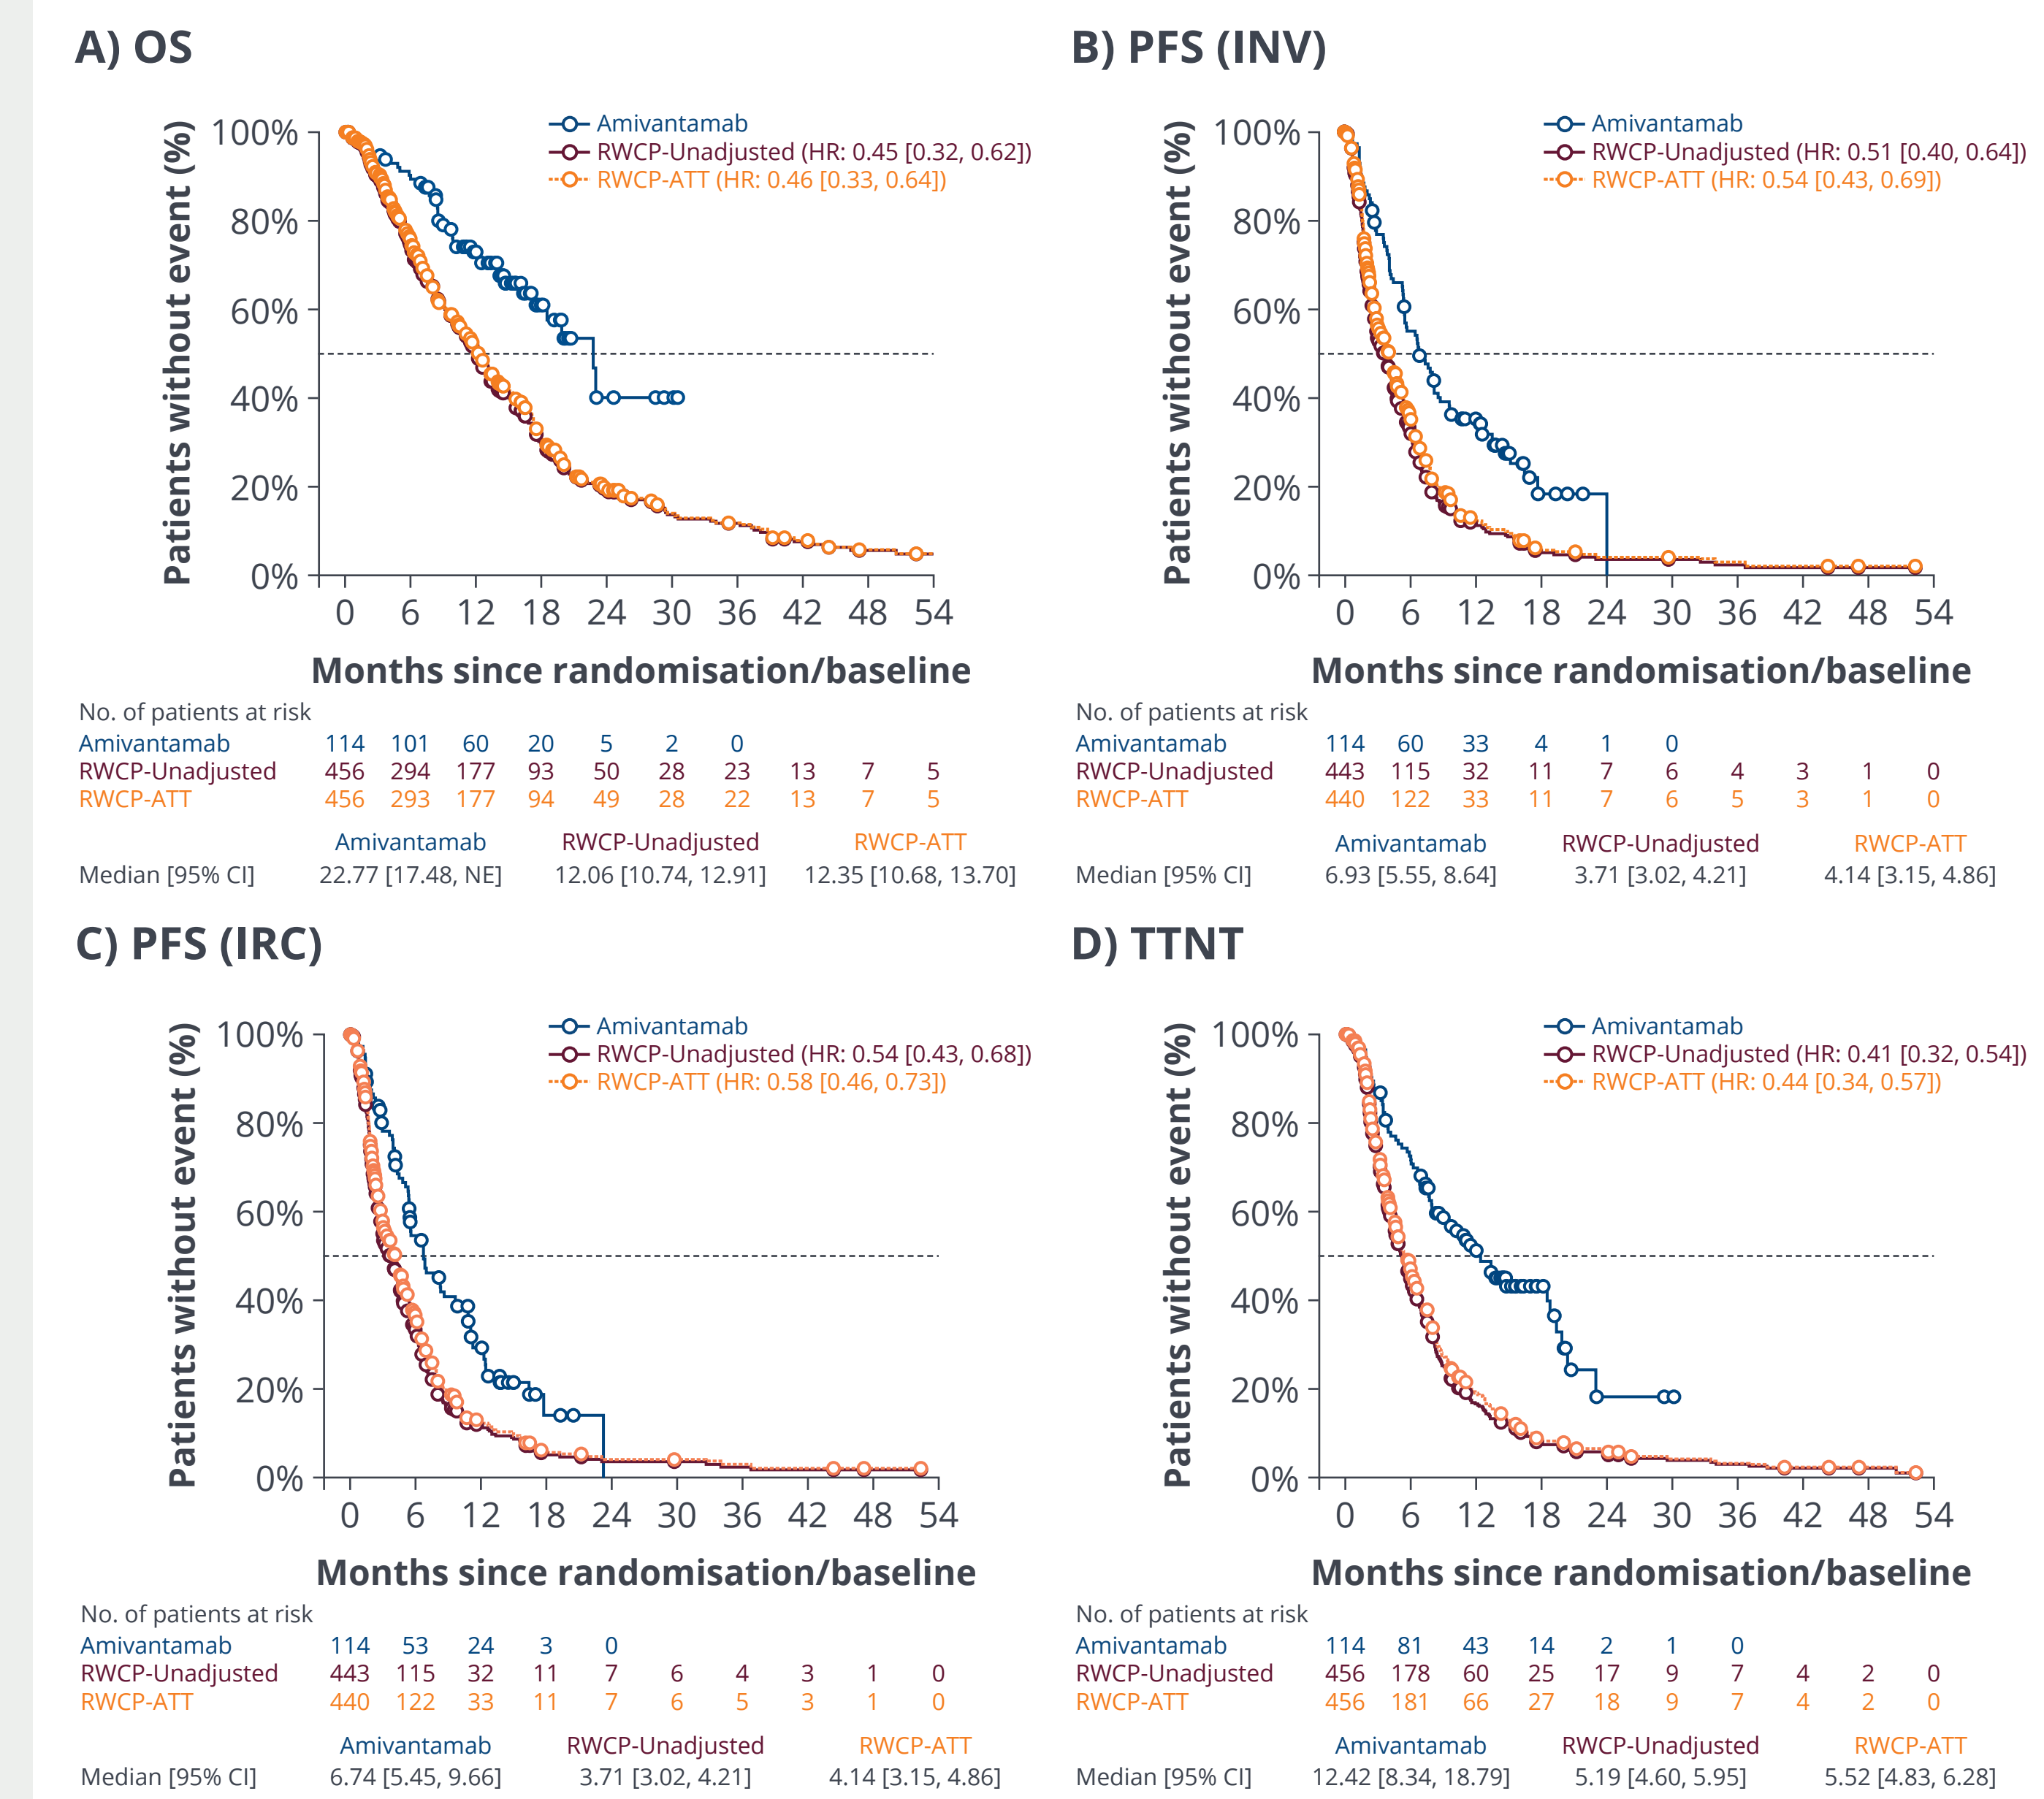 A) OS
Amivantamab
RWCP-Unadjusted (HR: 0.45 [0.32, 0.62])
RWCP-ATT (HR: 0.46 [0.33, 0.64])
Patients without event (%)
100%
80%
60%
40%
20%
0%
0 6 12 18 24 30 36 42 48 54
Months since randomisation/baseline
No. of patients at risk
Amivantamab 114 101 60 20 5 2 0
RWCP-Unadjusted 456 294 177 93 50 28 23 13 7 5
RWCP-ATT 456 293 177 94 49 28 22 13 7 5
Amivantamab RWCP-Unadjusted RWCP-ATT
Median [95% CI] 22.77 [17.48, NE] 12.06 [10.74, 12.91] 12.35 [10.68, 13.70]
B) PFS (INV)
Amivantamab
RWCP-Unadjusted (HR: 0.51 [0.40, 0.64])
RWCP-ATT (HR: 0.54 [0.43, 0.69])
Patients without event (%)
100%
80%
60%
40%
20%
0%
0 6 12 18 24 30 36 42 48 54
Months since randomisation/baseline
No. of patients at risk
Amivantamab 114 60 33 4 1 0
RWCP-Unadjusted 443 115 32 11 7 6 4 3 1 0
RWCP-ATT 440 122 33 11 7 6 5 3 1 0
Amivantamab RWCP-Unadjusted RWCP-ATT
Median [95% CI] 6.93 [5.55, 8.64] 3.71 [3.02, 4.21] 4.14 [3.15, 4.86]
C) PFS (IRC)
Amivantamab
RWCP-Unadjusted (HR: 0.54 [0.43, 0.68])
RWCP-ATT (HR: 0.58 [0.46, 0.73])
Patients without event (%)
100%
80%
60%
40%
20%
0%
0 6 12 18 24 30 36 42 48 54
Months since randomisation/baseline
No. of patients at risk
Amivantamab 114 53 24 3 0
RWCP-Unadjusted 443 115 32 11 7 6 4 3 1 0
RWCP-ATT 440 122 33 11 7 6 5 3 1 0
Amivantamab RWCP-Unadjusted RWCP-ATT
Median [95% CI] 6.74 [5.45, 9.66] 3.71 [3.02, 4.21] 4.14 [3.15, 4.86]
D) TTNT
Amivantamab
RWCP-Unadjusted (HR: 0.41 [0.32, 0.54])
RWCP-ATT (HR: 0.44 [0.34, 0.57])
Patients without event (%)
100%
80%
60%
40%
20%
0%
0 6 12 18 24 30 36 42 48 54
Months since randomisation/baseline
No. of patients at risk
Amivantamab 114 81 43 14 2 1 0
RWCP-Unadjusted 456 178 60 25 17 9 7 4 2 0
RWCP-ATT 456 181 66 27 18 9 7 4 2 0
Amivantamab RWCP-Unadjusted RWCP-ATT
Median [95% CI] 12.42 [8.34, 18.79] 5.19 [4.60, 5.95] 5.52 [4.83, 6.28]